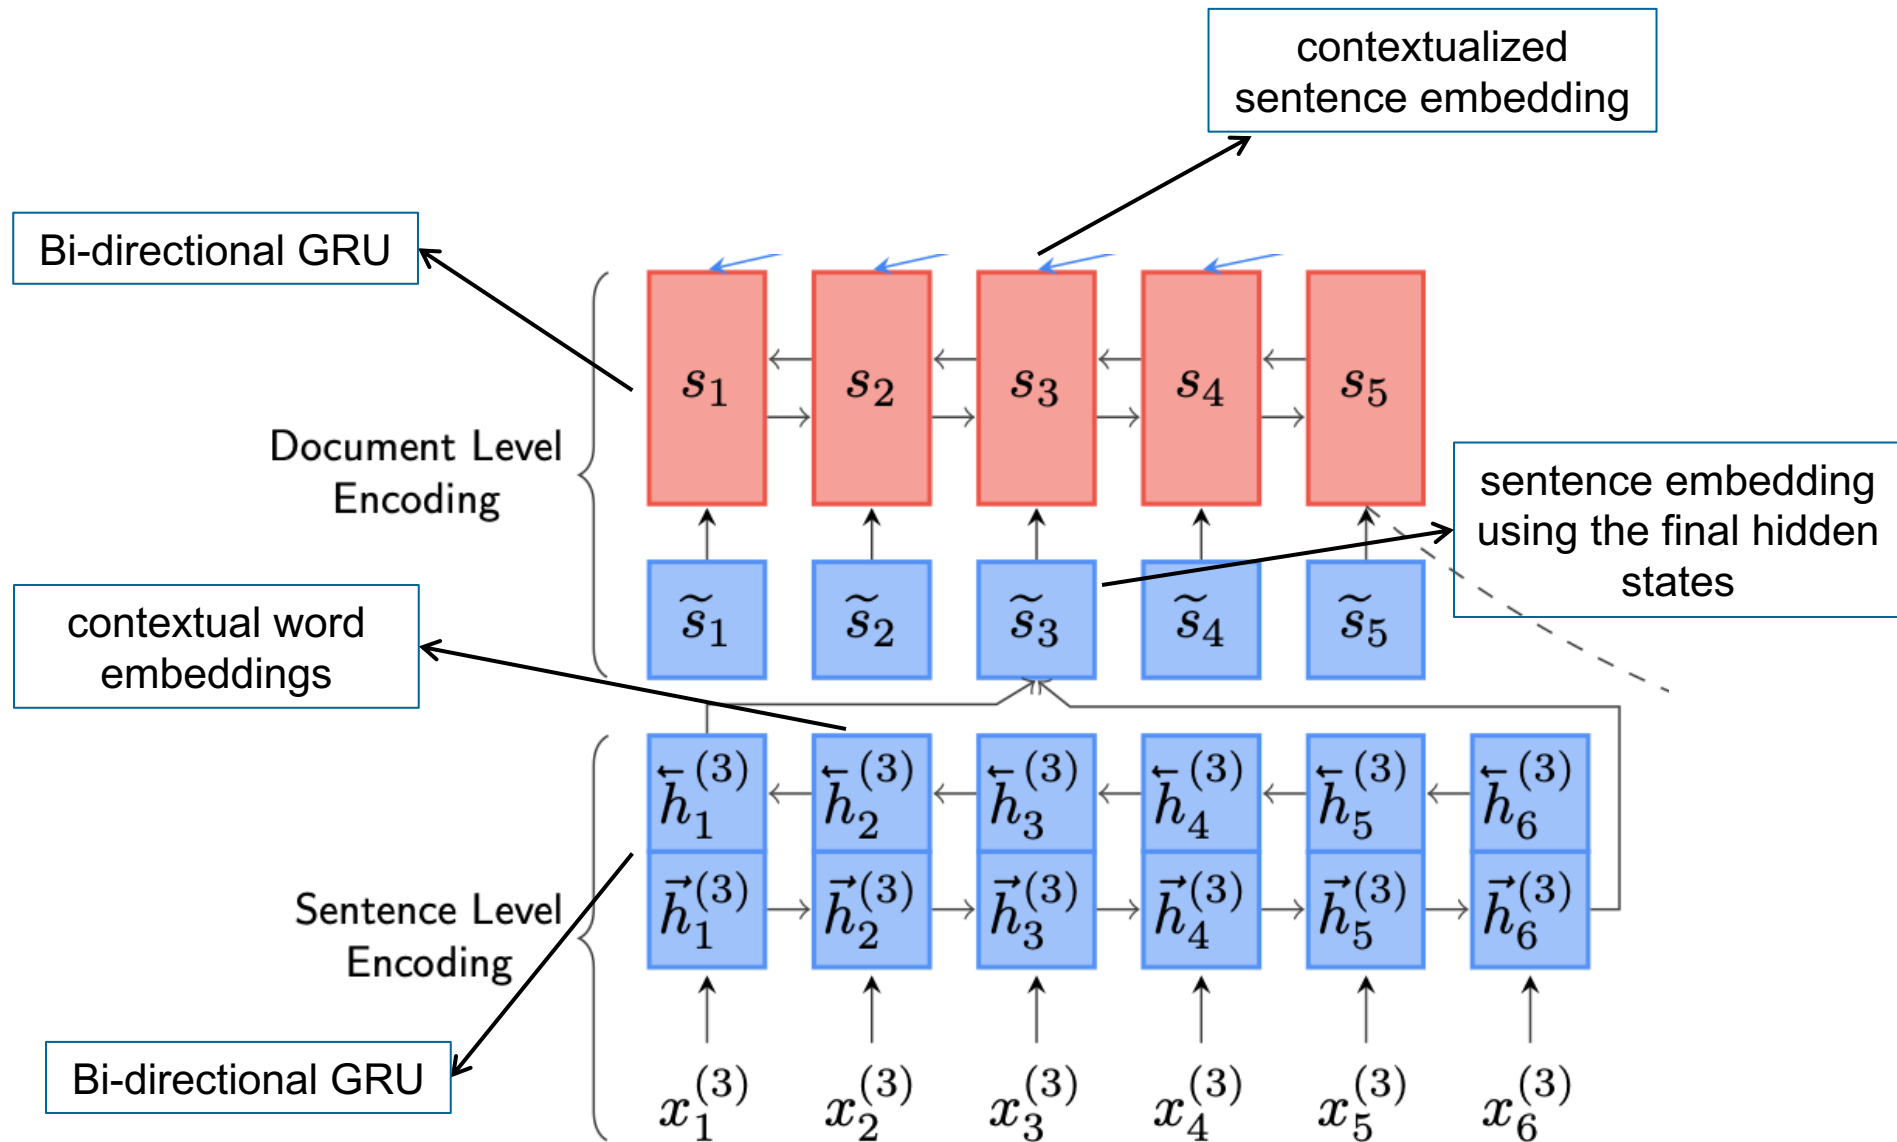 contextualized
sentence embedding
Bi-directional GRU
s₁ s₂ s₃ s₄ s₅
Document Level
Encoding
sentence embedding
using the final hidden
states
s̃₁ s̃₂ s̃₃ s̃₄ s̃₅
contextual word
embeddings
h⃖₁⁽³⁾ h⃖₂⁽³⁾ h⃖₃⁽³⁾ h⃖₄⁽³⁾ h⃖₅⁽³⁾ h⃖₆⁽³⁾
h⃗₁⁽³⁾ h⃗₂⁽³⁾ h⃗₃⁽³⁾ h⃗₄⁽³⁾ h⃗₅⁽³⁾ h⃗₆⁽³⁾
Sentence Level
Encoding
Bi-directional GRU
x₁⁽³⁾ x₂⁽³⁾ x₃⁽³⁾ x₄⁽³⁾ x₅⁽³⁾ x₆⁽³⁾